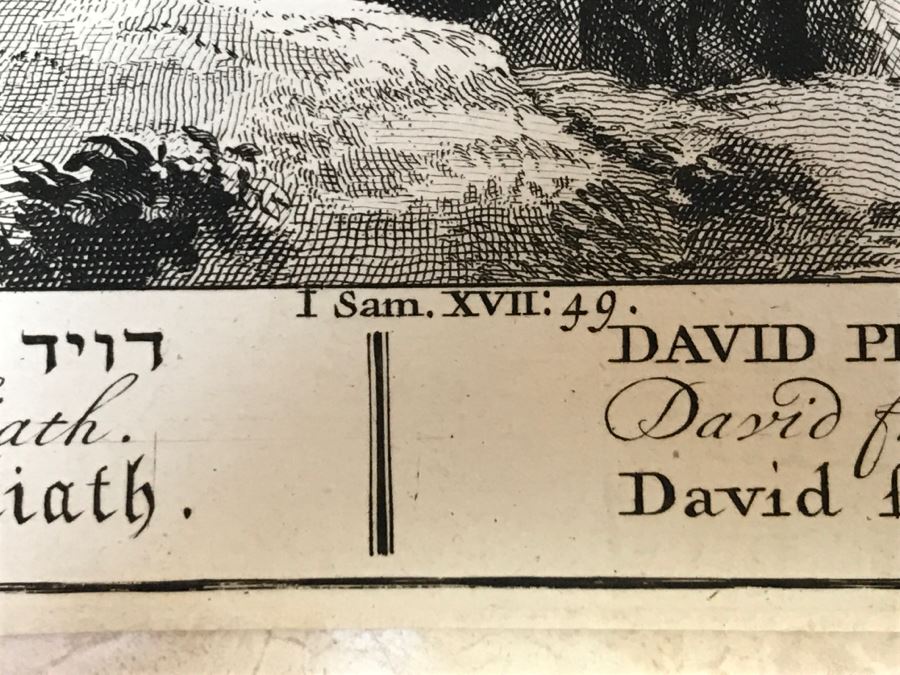 I Sam. XVII: 49.
דויד
ath.
iath.
DAVID P
David f
David f